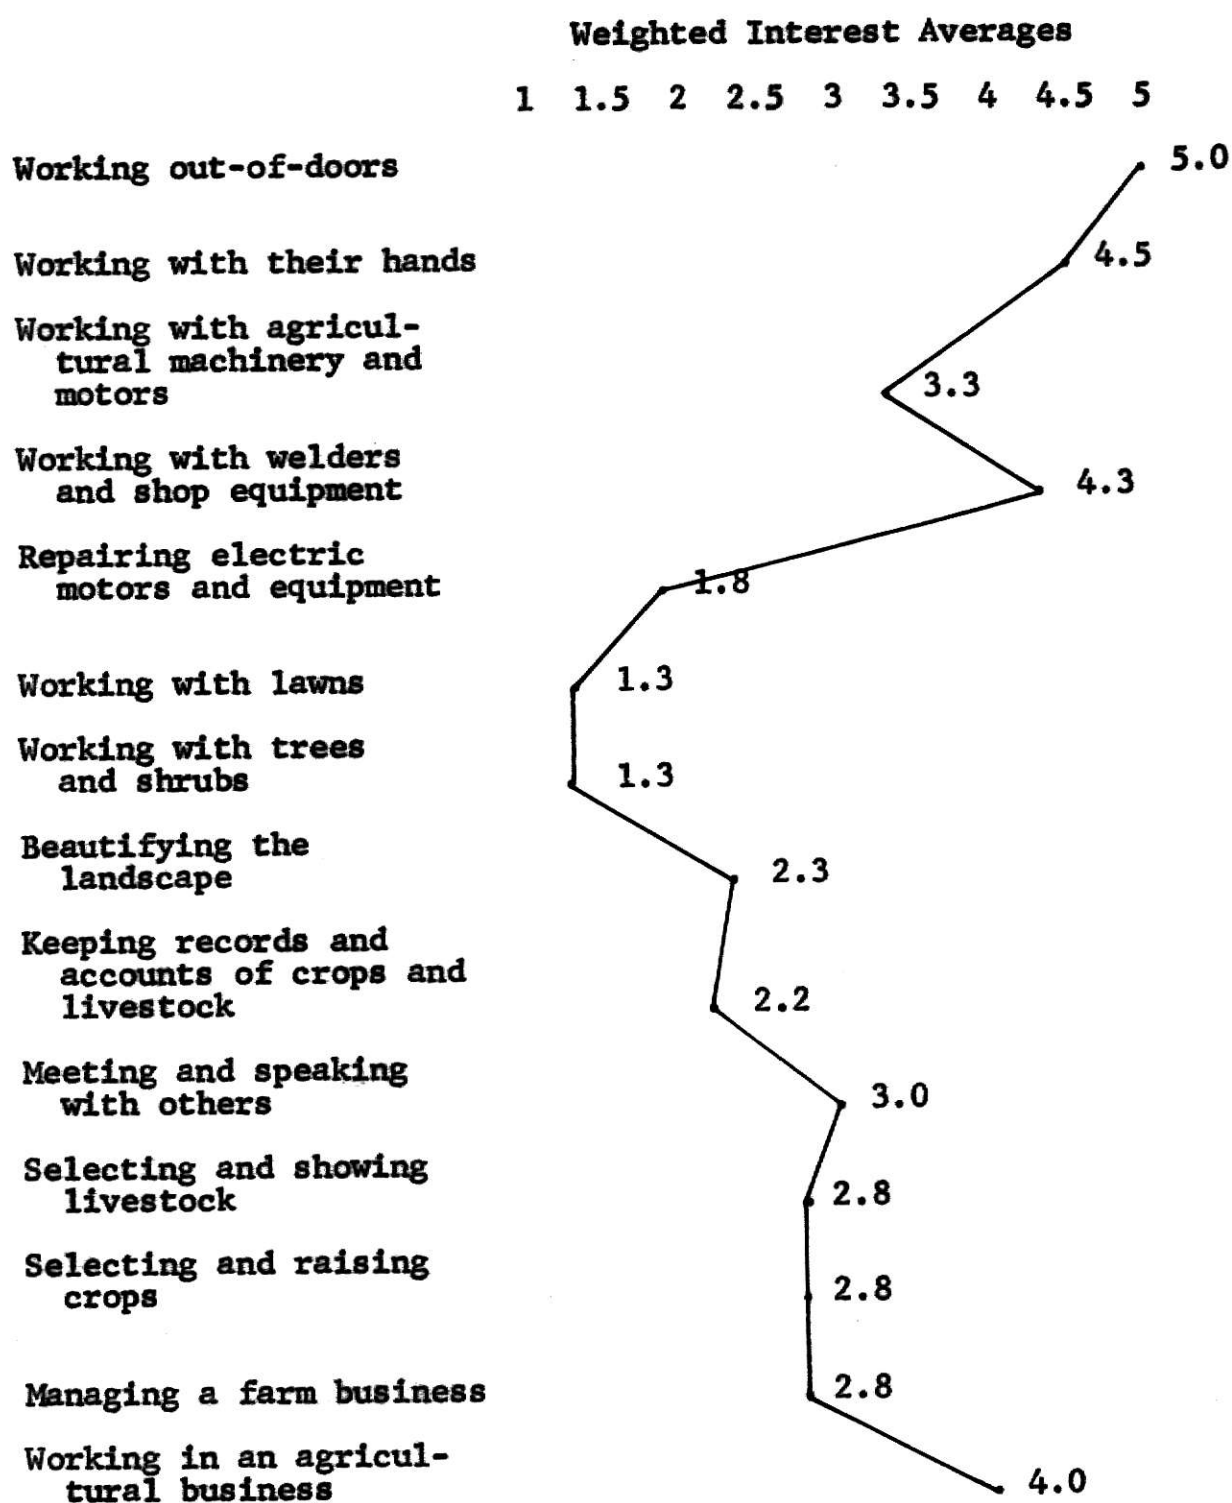 Weighted Interest Averages
1 1.5 2 2.5 3 3.5 4 4.5 5
Working out-of-doors 5.0
Working with their hands 4.5
Working with agricul-
tural machinery and
motors 3.3
Working with welders
and shop equipment 4.3
Repairing electric
motors and equipment 1.8
Working with lawns 1.3
Working with trees
and shrubs 1.3
Beautifying the
landscape 2.3
Keeping records and
accounts of crops and
livestock 2.2
Meeting and speaking
with others 3.0
Selecting and showing
livestock 2.8
Selecting and raising
crops 2.8
Managing a farm business 2.8
Working in an agricul-
tural business 4.0